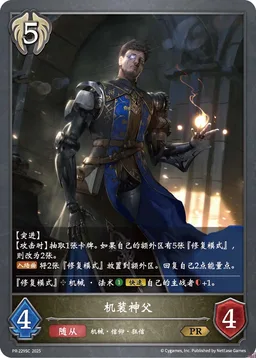 5
【突进】
【攻击时】抽取1张卡牌。如果自己的额外区有5张『修复模式』,
则改为2张。
入场曲 将2张『修复模式』放置到额外区。回复自己2点能量点。
『修复模式』 机械・法术 1 快速 自己的主战者 +1。
机装神父
4
随从 机械・信仰・狂信 PR
4
© Cygames, Inc. Published by NetEase Games